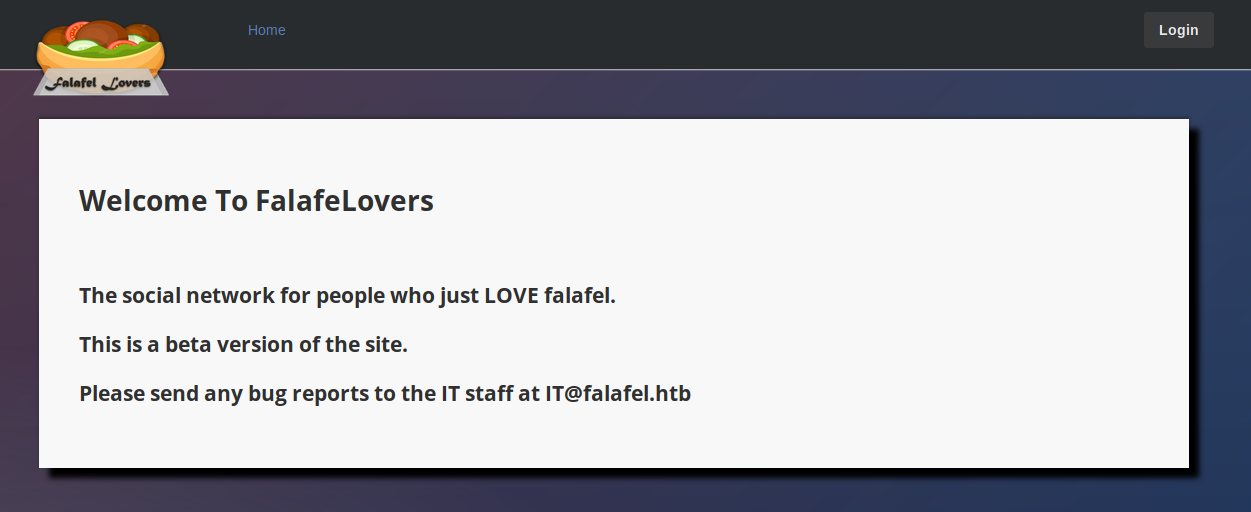 Home
Login
Falafel Lovers
Welcome To FalafeLovers
The social network for people who just LOVE falafel.
This is a beta version of the site.
Please send any bug reports to the IT staff at IT@falafel.htb